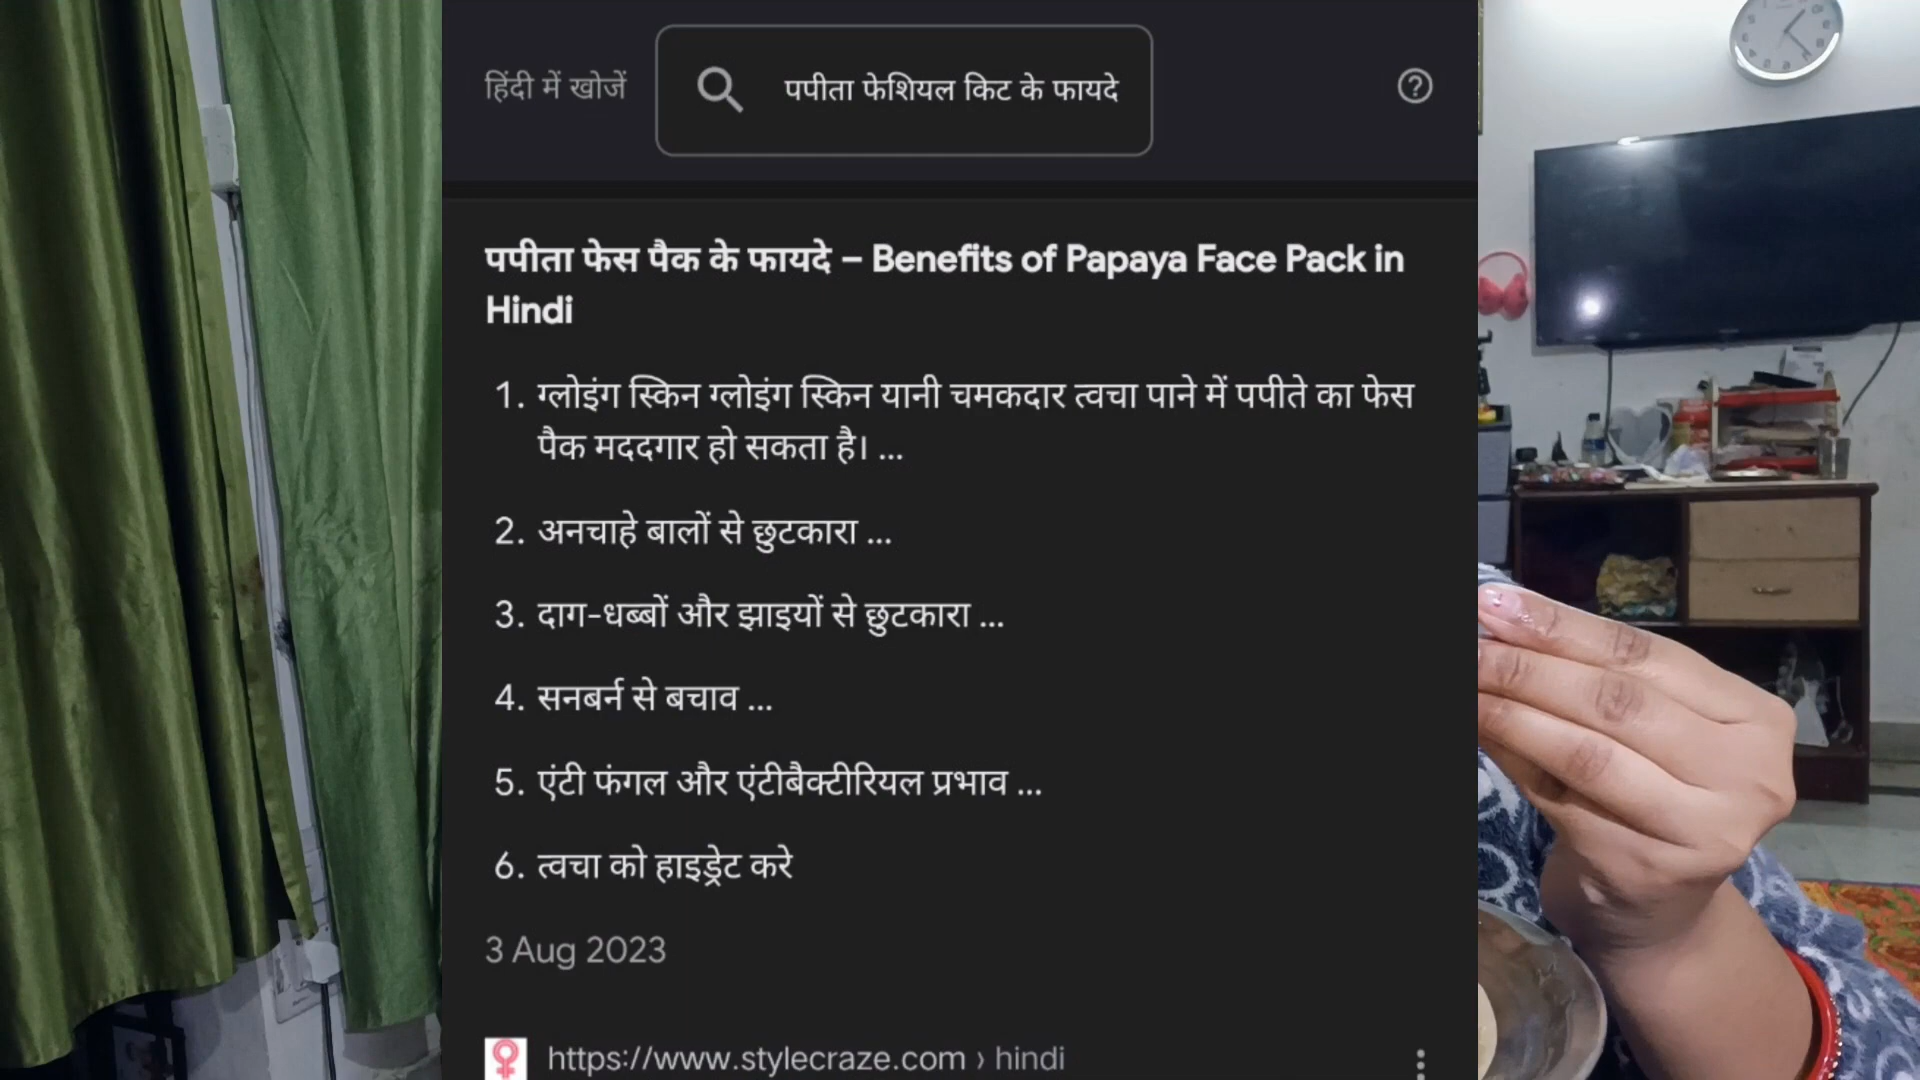 हिंदी में खोजें
पपीता फेशियल किट के फायदे
पपीता फेस पैक के फायदे – Benefits of Papaya Face Pack in
Hindi
1. ग्लोइंग स्किन ग्लोइंग स्किन यानी चमकदार त्वचा पाने में पपीते का फेस
पैक मददगार हो सकता है। ...
2. अनचाहे बालों से छुटकारा ...
3. दाग-धब्बों और झाइयों से छुटकारा ...
4. सनबर्न से बचाव ...
5. एंटी फंगल और एंटीबैक्टीरियल प्रभाव ...
6. त्वचा को हाइड्रेट करे
3 Aug 2023
https://www.stylecraze.com › hindi